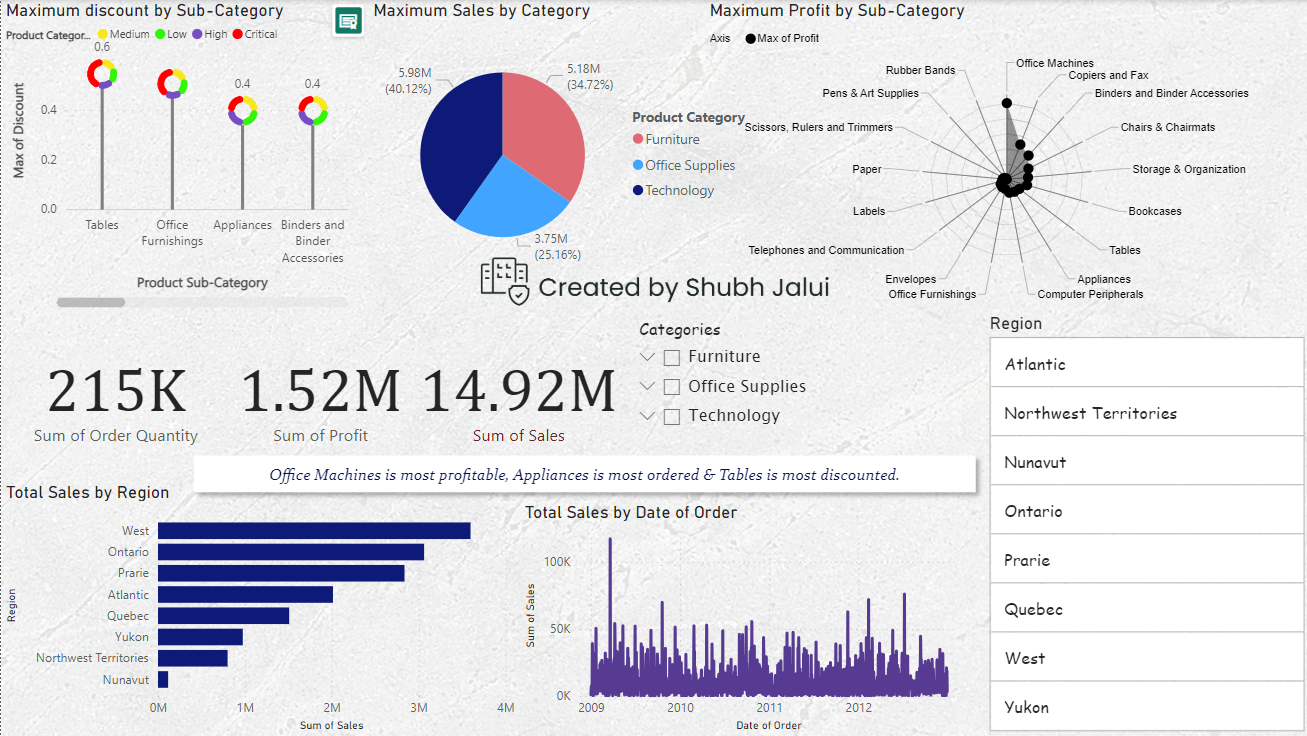 Maximum discount by Sub-Category
Product Categor... Medium Low High Critical
0.6
0.4
0.4
Max of Discount
0.4
0.2
0.0
Tables
Office
Furnishings
Appliances
Binders and
Binder
Accessories
Product Sub-Category
Maximum Sales by Category
5.98M
(40.12%)
5.18M
(34.72%)
3.75M
(25.16%)
Product Category
Furniture
Office Supplies
Technology
Maximum Profit by Sub-Category
Axis Max of Profit
Office Machines
Copiers and Fax
Binders and Binder Accessories
Chairs & Chairmats
Storage & Organization
Bookcases
Tables
Appliances
Computer Peripherals
Office Furnishings
Envelopes
Telephones and Communication
Labels
Paper
Scissors, Rulers and Trimmers
Pens & Art Supplies
Rubber Bands
Created by Shubh Jalui
215K
Sum of Order Quantity
1.52M
Sum of Profit
14.92M
Sum of Sales
Categories
Furniture
Office Supplies
Technology
Region
Atlantic
Northwest Territories
Nunavut
Ontario
Prarie
Quebec
West
Yukon
Office Machines is most profitable, Appliances is most ordered & Tables is most discounted.
Total Sales by Region
Region
West
Ontario
Prarie
Atlantic
Quebec
Yukon
Northwest Territories
Nunavut
0M 1M 2M 3M 4M
Sum of Sales
Total Sales by Date of Order
Sum of Sales
100K
50K
0K
2009 2010 2011 2012
Date of Order